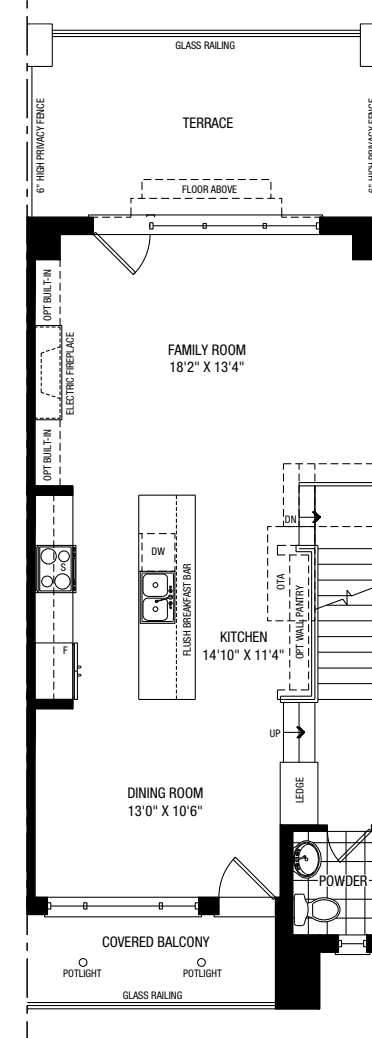 GLASS RAILING
6" HIGH PRIVACY FENCE
TERRACE
6" HIGH PRIVACY FENCE
FLOOR ABOVE
OPT BUILT-IN
ELECTRIC FIREPLACE
FAMILY ROOM
18'2" X 13'4"
OPT BUILT-IN
DN
S
DW
OTA
FLUSH BREAKFAST BAR
OPT WALL PANTRY
KITCHEN
14'10" X 11'4"
F
UP
LEDGE
DINING ROOM
13'0" X 10'6"
POWDER
COVERED BALCONY
POTLIGHT
POTLIGHT
GLASS RAILING